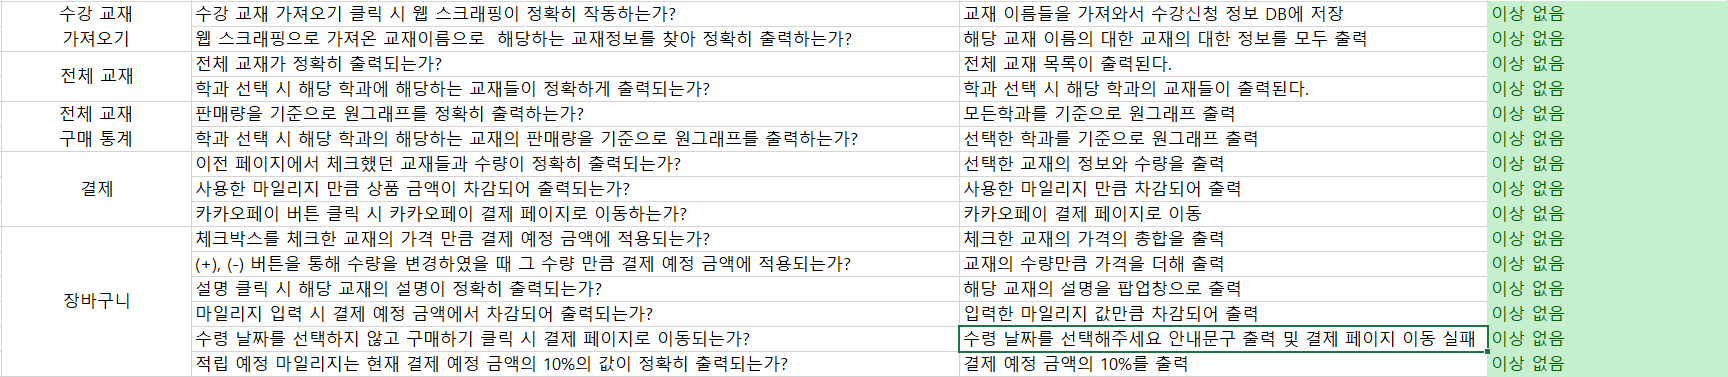 수강 교재 수강 교재 가져오기 클릭 시 웹 스크래핑이 정확히 작동하는가? 교재 이름들을 가져와서 수강신청 정보 DB에 저장 이상 없음
가져오기 웹 스크래핑으로 가져온 교재이름으로  해당하는 교재정보를 찾아 정확히 출력하는가? 해당 교재 이름의 대한 교재의 대한 정보를 모두 출력 이상 없음
전체 교재 전체 교재가 정확히 출력되는가? 전체 교재 목록이 출력된다. 이상 없음
학과 선택 시 해당 학과에 해당하는 교재들이 정확하게 출력되는가? 학과 선택 시 해당 학과의 교재들이 출력된다. 이상 없음
전체 교재 판매량을 기준으로 원그래프를 정확히 출력하는가? 모든학과를 기준으로 원그래프 출력 이상 없음
구매 통계 학과 선택 시 해당 학과의 해당하는 교재의 판매량을 기준으로 원그래프를 출력하는가? 선택한 학과를 기준으로 원그래프 출력 이상 없음
이전 페이지에서 체크했던 교재들과 수량이 정확히 출력되는가? 선택한 교재의 정보와 수량을 출력 이상 없음
결제 사용한 마일리지 만큼 상품 금액이 차감되어 출력되는가? 사용한 마일리지 만큼 차감되어 출력 이상 없음
카카오페이 버튼 클릭 시 카카오페이 결제 페이지로 이동하는가? 카카오페이 결제 페이지로 이동 이상 없음
체크박스를 체크한 교재의 가격 만큼 결제 예정 금액에 적용되는가? 체크한 교재의 가격의 총합을 출력 이상 없음
(+), (-) 버튼을 통해 수량을 변경하였을 때 그 수량 만큼 결제 예정 금액에 적용되는가? 교재의 수량만큼 가격을 더해 출력 이상 없음
장바구니 설명 클릭 시 해당 교재의 설명이 정확히 출력되는가? 해당 교재의 설명을 팝업창으로 출력 이상 없음
마일리지 입력 시 결제 예정 금액에서 차감되어 출력되는가? 입력한 마일리지 값만큼 차감되어 출력 이상 없음
수령 날짜를 선택하지 않고 구매하기 클릭 시 결제 페이지로 이동되는가? 수령 날짜를 선택해주세요 안내문구 출력 및 결제 페이지 이동 실패 이상 없음
적립 예정 마일리지는 현재 결제 예정 금액의 10%의 값이 정확히 출력되는가? 결제 예정 금액의 10%를 출력 이상 없음